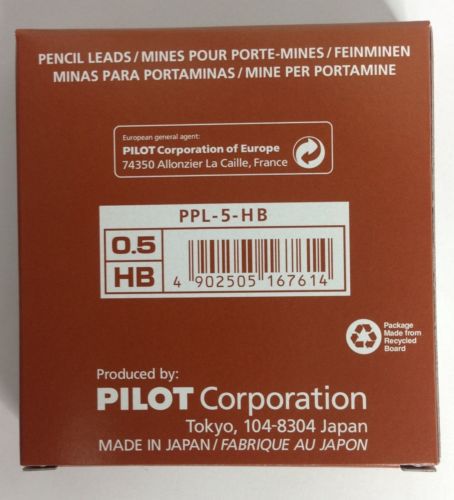 PENCIL LEADS / MINES POUR PORTE-MINES / FEINMINEN
MINAS PARA PORTAMINAS / MINE PER PORTAMINE
European general agent:
PILOT Corporation of Europe
74350 Allonzier La Caille, France
PPL-5-HB
0.5
HB
4 902505 167614
Package
Made from
Recycled
Board
Produced by:
PILOT Corporation
Tokyo, 104-8304 Japan
MADE IN JAPAN / FABRIQUE AU JAPON